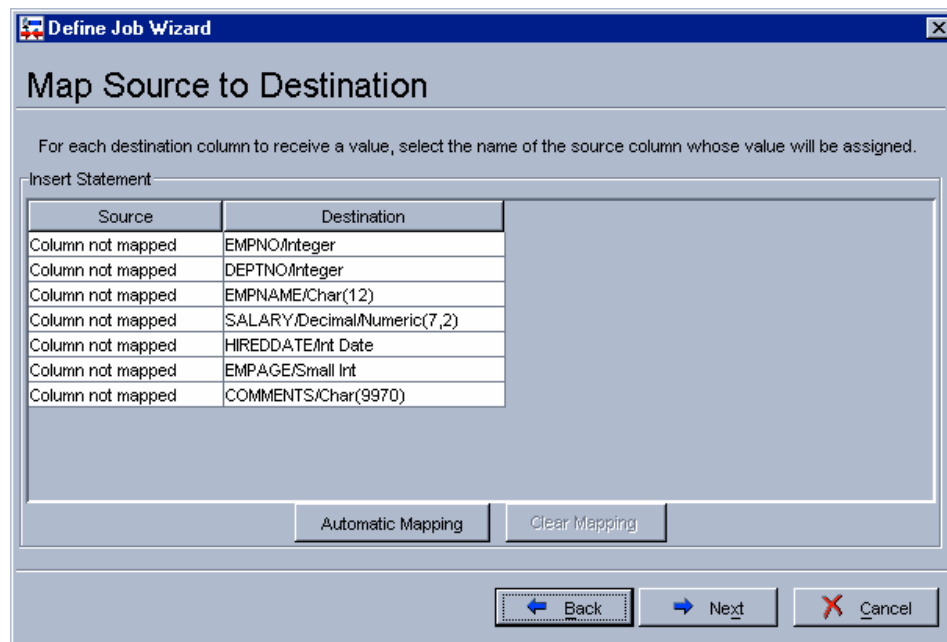 Define Job Wizard
Map Source to Destination
For each destination column to receive a value, select the name of the source column whose value will be assigned.
Insert Statement
Source Destination
Column not mapped EMPNO/Integer
Column not mapped DEPTNO/Integer
Column not mapped EMPNAME/Char(12)
Column not mapped SALARY/Decimal/Numeric(7,2)
Column not mapped HIREDDATE/Int Date
Column not mapped EMPAGE/Small Int
Column not mapped COMMENTS/Char(9970)
Automatic Mapping Clear Mapping
Back Next Cancel